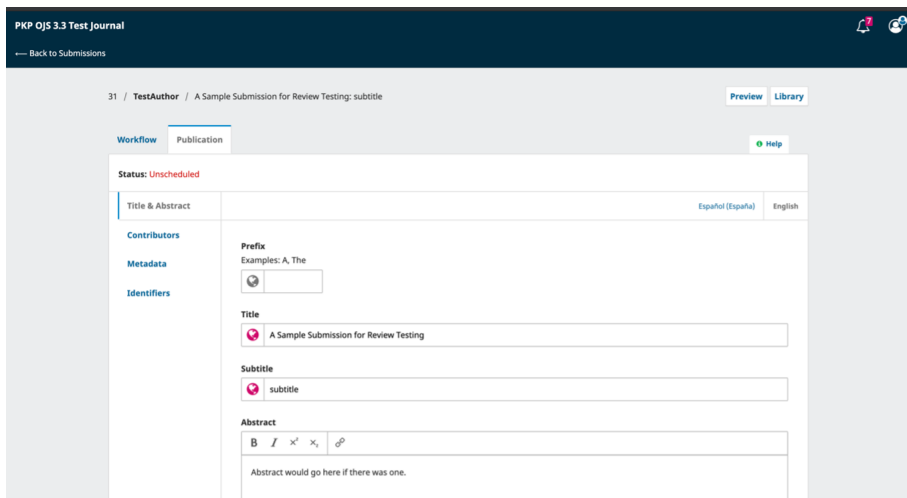 PKP OJS 3.3 Test Journal
7
← Back to Submissions
31 / TestAuthor / A Sample Submission for Review Testing: subtitle
Preview Library
Workflow Publication
Help
Status: Unscheduled
Title & Abstract
Español (España) English
Contributors
Metadata
Identifiers
Prefix
Examples: A, The
Title
A Sample Submission for Review Testing
Subtitle
subtitle
Abstract
B I x² x₂
Abstract would go here if there was one.